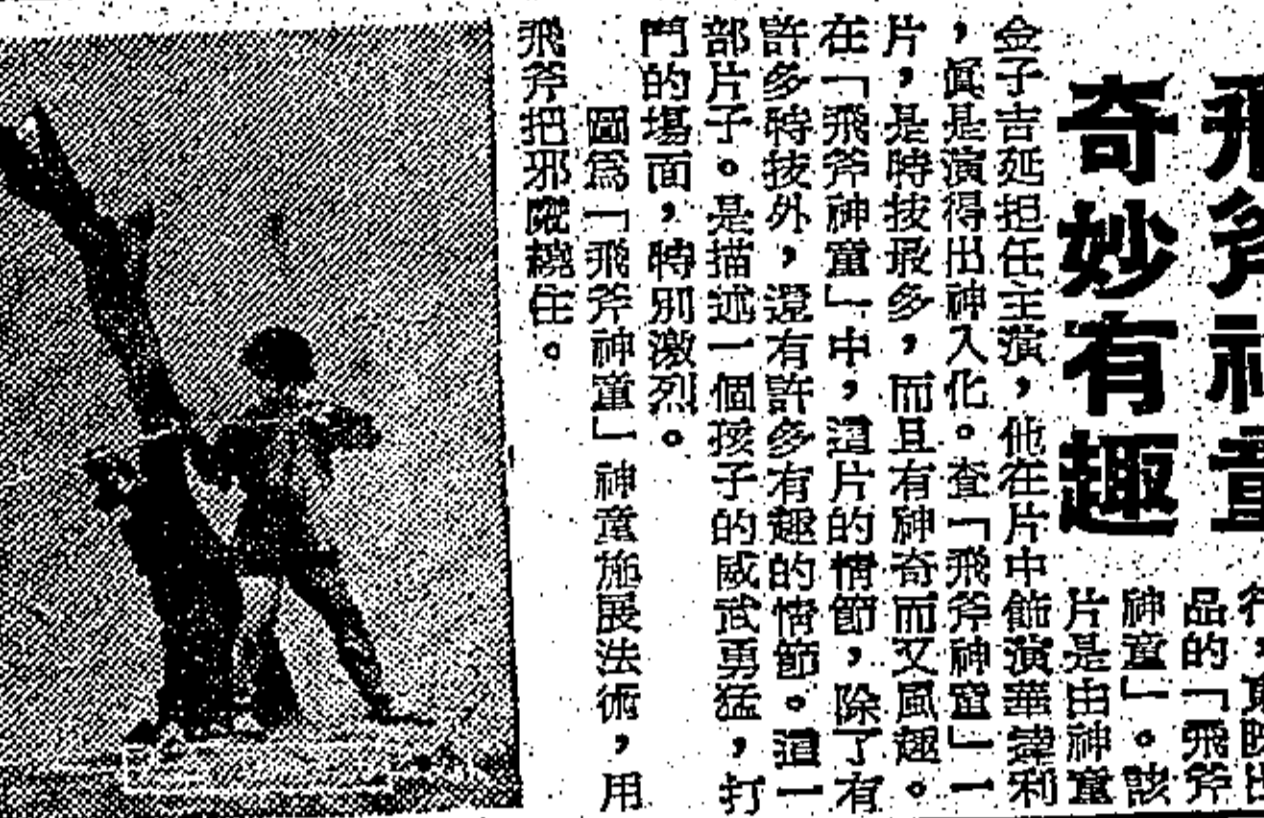 飛斧神童
奇妙有趣
品的「飛斧
神童」。該
片是由神童
金子吉延担任主演，他在片中飾演華諱利
，眞是演得出神入化。查「飛斧神童」一
片，是時技最多，而且有神奇而又風趣。
在「飛斧神童」中，這片的情節，除了有
許多特技外，還有許多有趣的情節。這一
部片子。是描述一個孩子的威武勇猛，打
鬥的場面，特別激烈。
圖爲「飛斧神童」神童施展法術，用
飛斧把邪魔繞住。